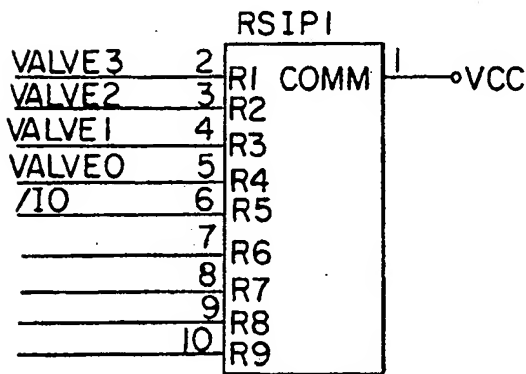 RSIP1
VALVE3 2 R1 COMM 1 VCC
VALVE2 3 R2
VALVE1 4 R3
VALVE0 5 R4
/IO 6 R5
7 R6
8 R7
9 R8
10 R9